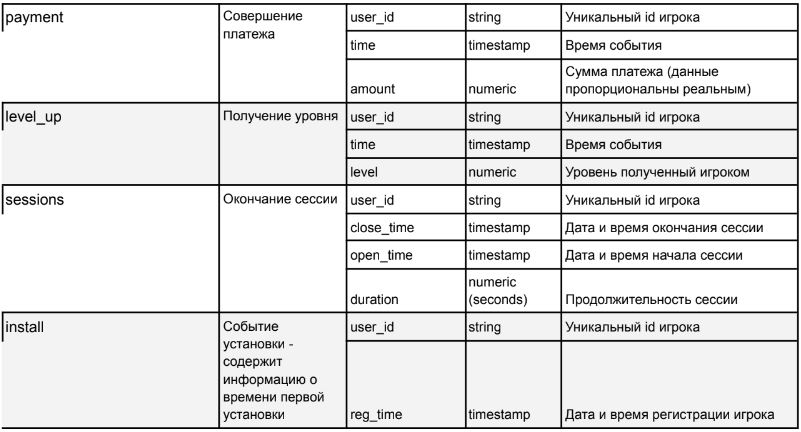 payment Совершение платежа user_id string Уникальный id игрока
time timestamp Время события
amount numeric Сумма платежа (данные пропорциональны реальным)
level_up Получение уровня user_id string Уникальный id игрока
time timestamp Время события
level numeric Уровень полученный игроком
sessions Окончание сессии user_id string Уникальный id игрока
close_time timestamp Дата и время окончания сессии
open_time timestamp Дата и время начала сессии
duration numeric (seconds) Продолжительность сессии
install Событие установки - содержит информацию о времени первой установки user_id string Уникальный id игрока
reg_time timestamp Дата и время регистрации игрока